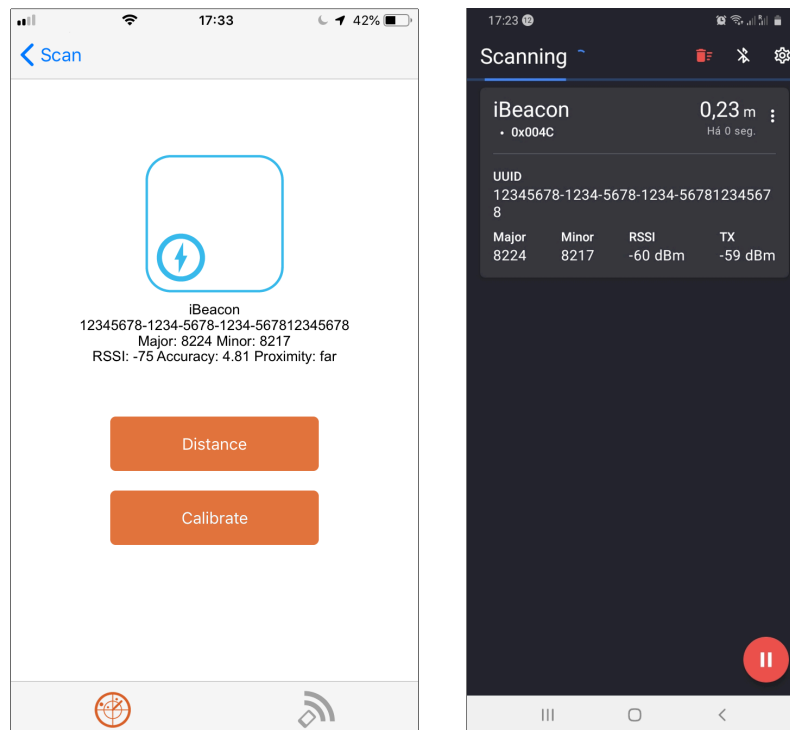 17:33
42%
Scan
iBeacon
12345678-1234-5678-1234-567812345678
Major: 8224 Minor: 8217
RSSI: -75 Accuracy: 4.81 Proximity: far
Distance
Calibrate
17:23 12
Scanning
iBeacon
0,23 m
• 0x004C
Há 0 seg.
UUID
12345678-1234-5678-1234-56781234567
8
Major Minor RSSI TX
8224 8217 -60 dBm -59 dBm